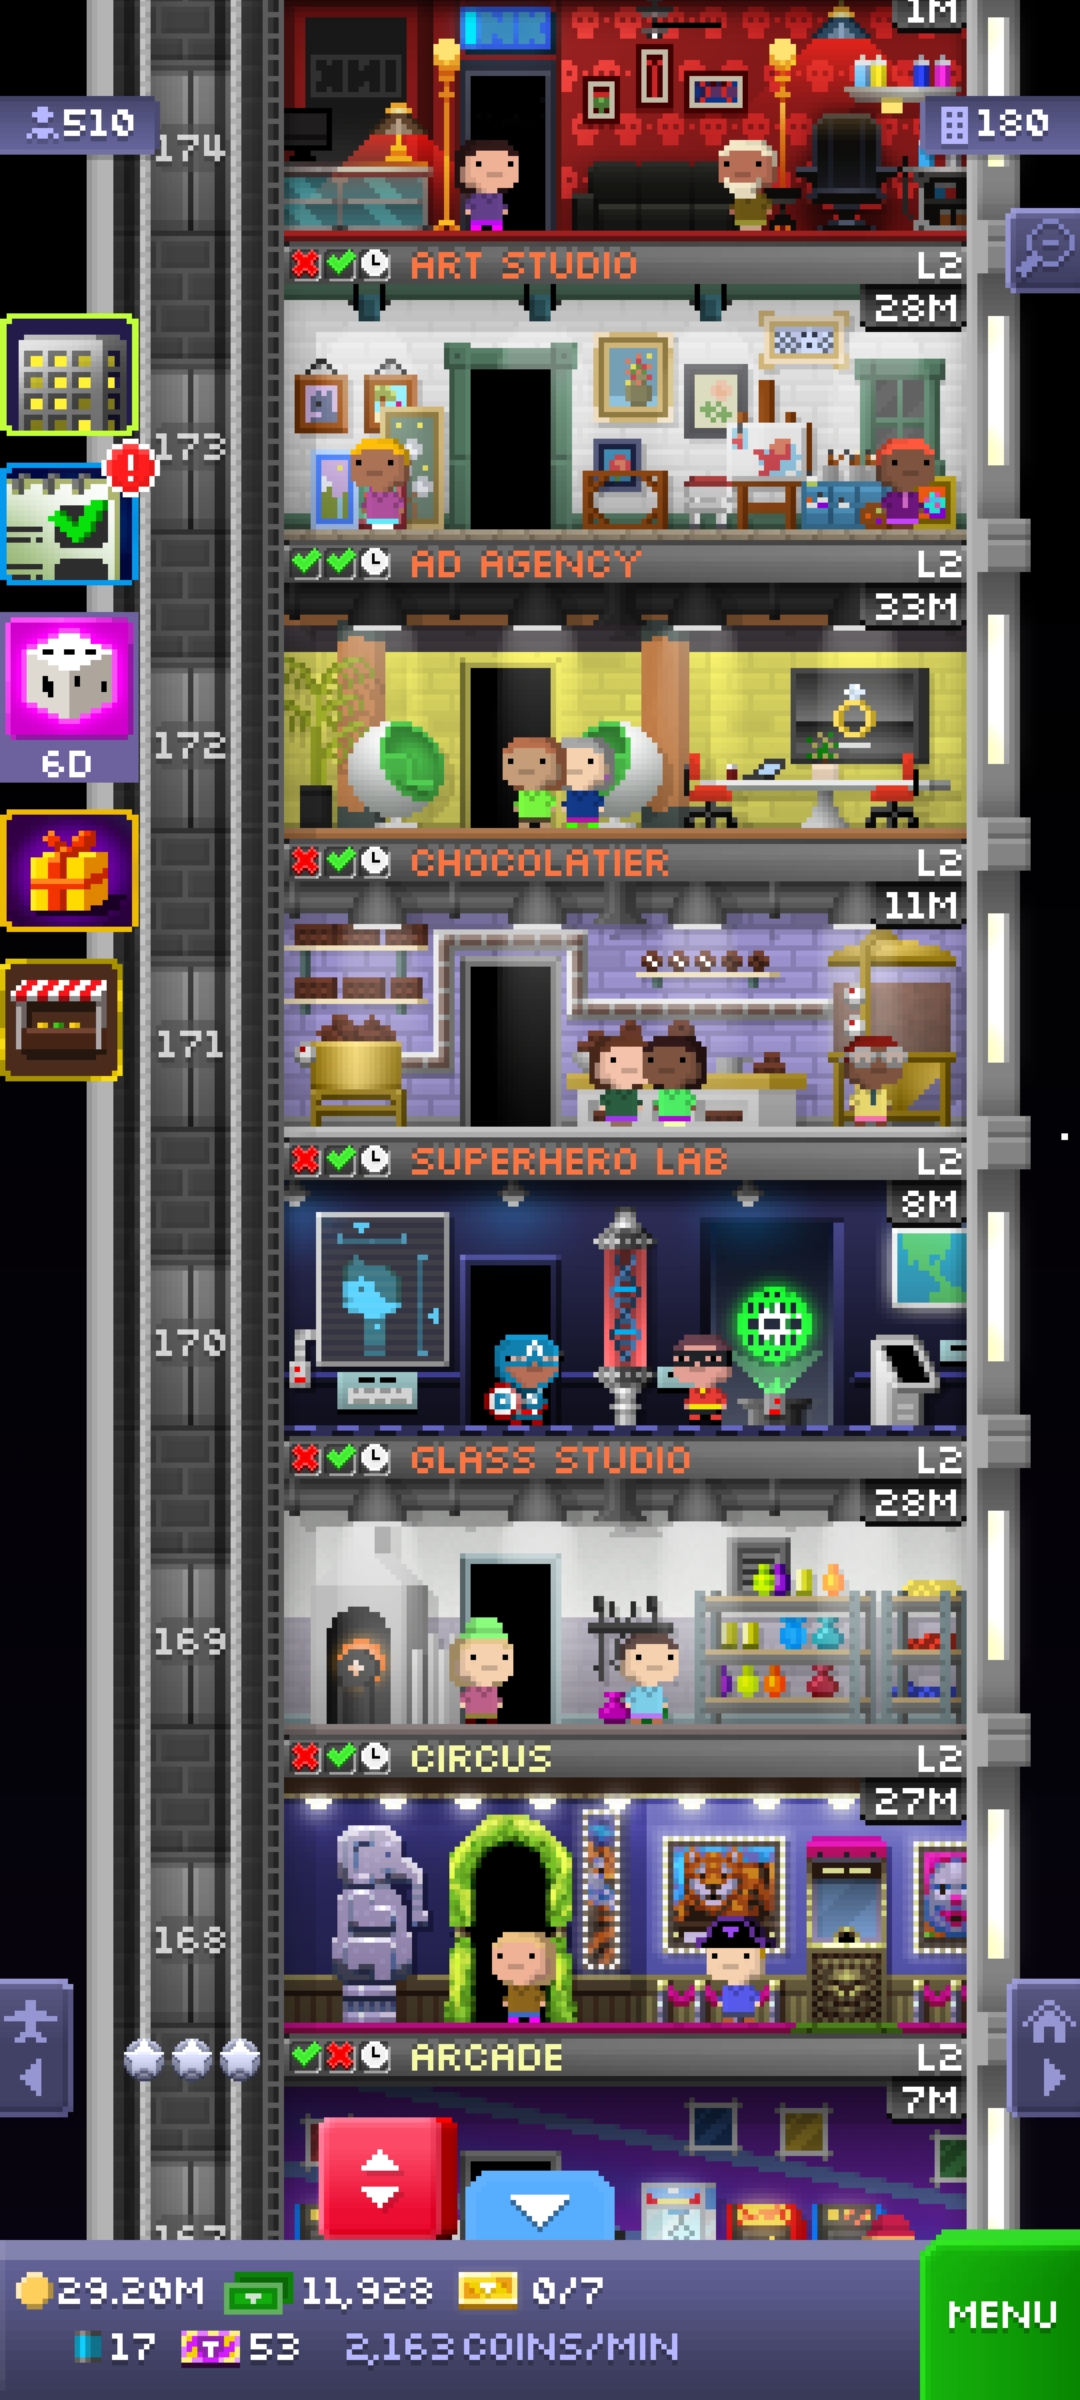 1M
INK
510
180
174
ART STUDIO L2
28M
173
AD AGENCY L2
33M
172
6D
CHOCOLATIER L2
11M
171
SUPERHERO LAB L2
8M
170
GLASS STUDIO L2
28M
169
CIRCUS L2
27M
168
ARCADE L2
7M
167
29.20M 11,928 0/7
MENU
17 53 2,163 COINS/MIN